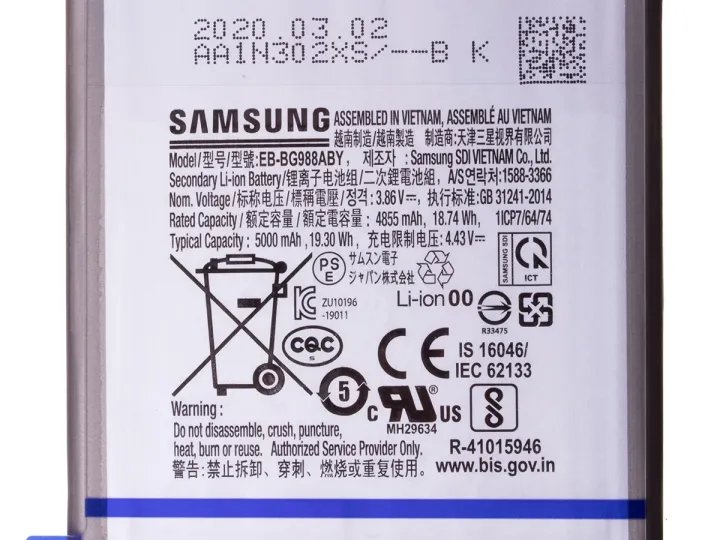 2020.03.02
AA1N302XS/--B K
SAMSUNG ASSEMBLED IN VIETNAM, ASSEMBLÉ AU VIETNAM
越南制造/越南製造 制造商:天津三星视界有限公司
Model/型号/型號:EB-BG988ABY, 제조자 : Samsung SDI VIETNAM Co., Ltd.
Secondary Li-ion Battery/锂离子电池组/二次鋰電池組, A/S연락처:1588-3366
Nom. Voltage/标称电压/標稱電壓/정격: 3.86 V⎓, 执行标准:GB 31241-2014
Rated Capacity/额定容量/額定電容量: 4855 mAh, 18.74 Wh, 1ICP7/64/74
Typical Capacity: 5000 mAh, 19.30 Wh, 充电限制电压: 4.43 V⎓
PS
E
サムスン電子
ジャパン株式会社
SAMSUNG SDI
ICT
ZU10196
-19011
Li-ion 00
R33475
CQC
S
CE
IS 16046/
IEC 62133
5
c RU ® US
MH29634
R-41015946
www.bis.gov.in
Warning :
Do not disassemble, crush, puncture,
heat, burn or reuse. Authorized Service Provider Only.
警告: 禁止拆卸、穿刺、燃烧或重复使用。